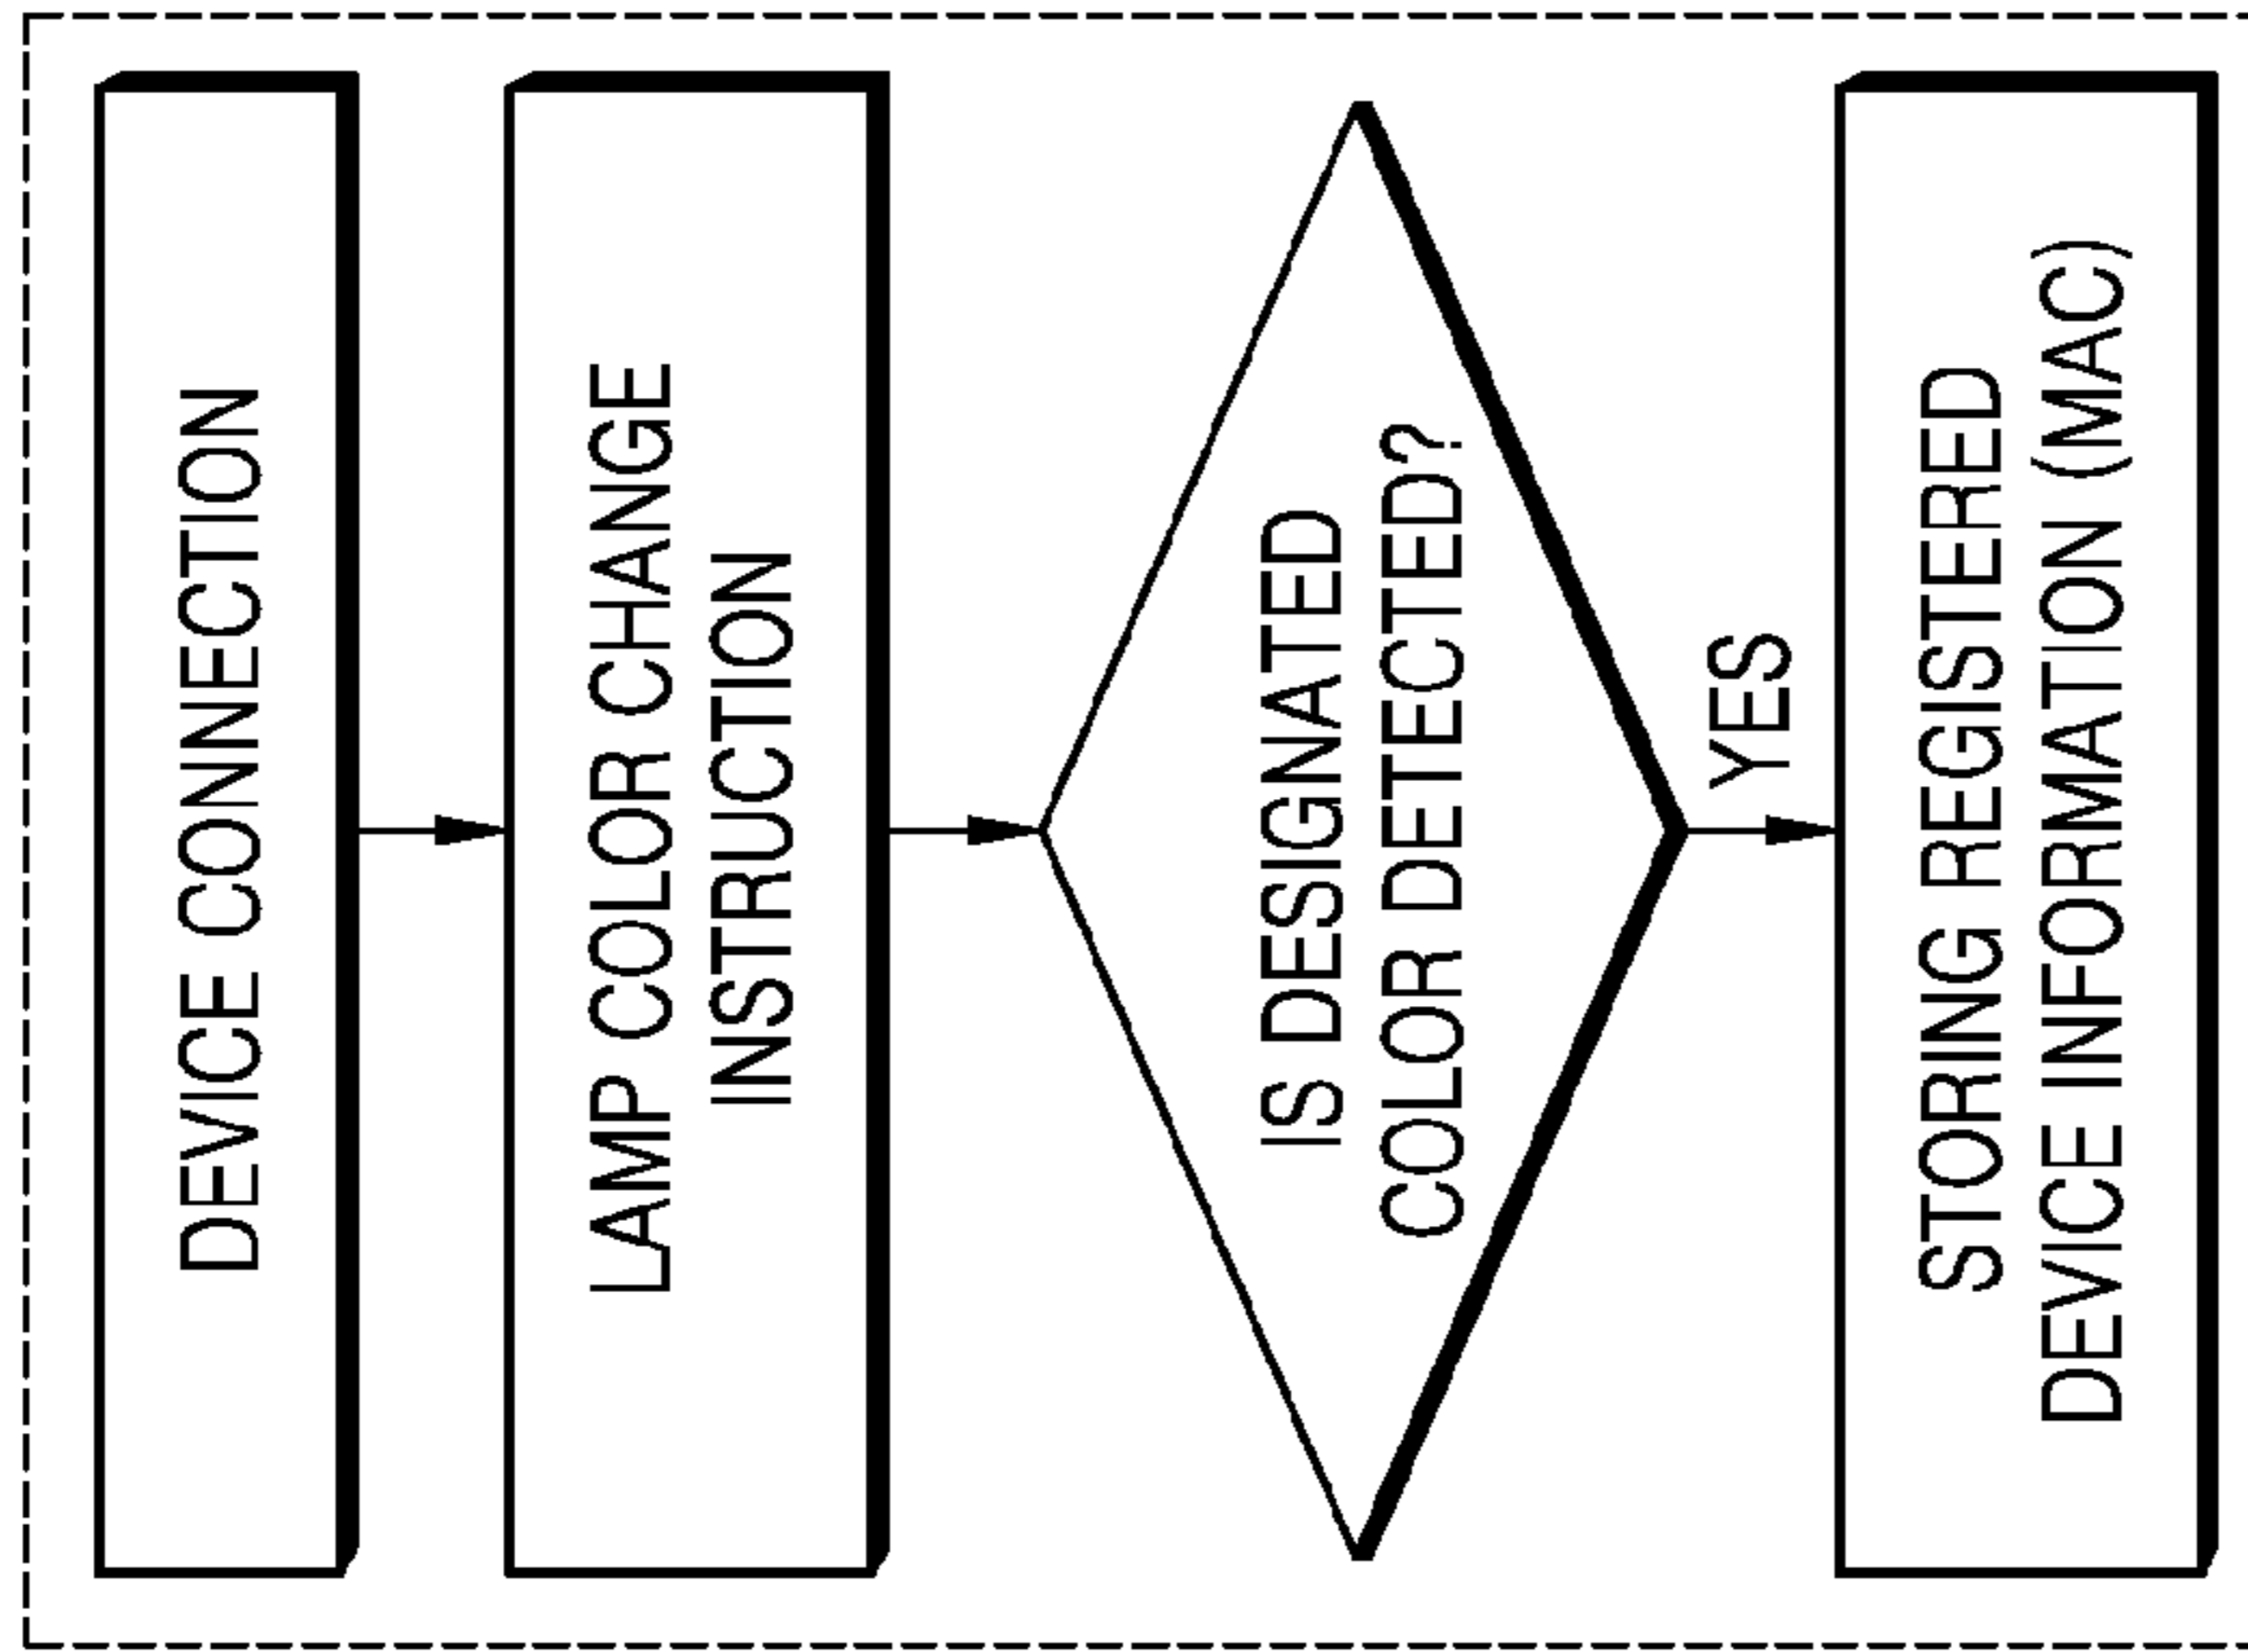 DEVICE CONNECTION
LAMP COLOR CHANGE
INSTRUCTION
IS DESIGNATED
COLOR DETECTED?
YES
STORING REGISTERED
DEVICE INFORMATION (MAC)